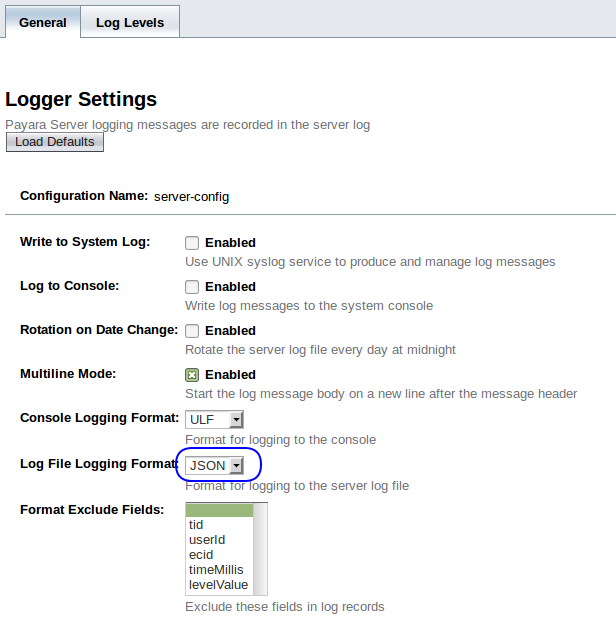 General Log Levels
Logger Settings
Payara Server logging messages are recorded in the server log
Load Defaults
Configuration Name: server-config
Write to System Log: Enabled
Use UNIX syslog service to produce and manage log messages
Log to Console: Enabled
Write log messages to the system console
Rotation on Date Change: Enabled
Rotate the server log file every day at midnight
Multiline Mode: Enabled
Start the log message body on a new line after the message header
Console Logging Format: ULF
Format for logging to the console
Log File Logging Format: JSON
Format for logging to the server log file
Format Exclude Fields:
tid
userId
ecid
timeMillis
levelValue
Exclude these fields in log records